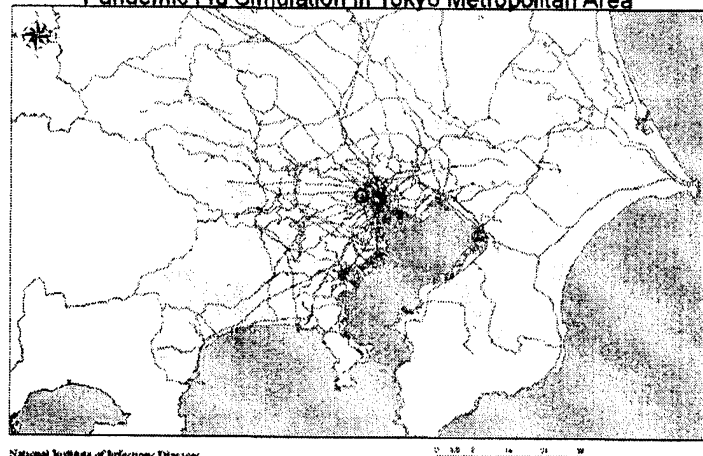 Pandemic Flu Simulation in Tokyo Metropolitan Area
National Institute of Infectious Diseases